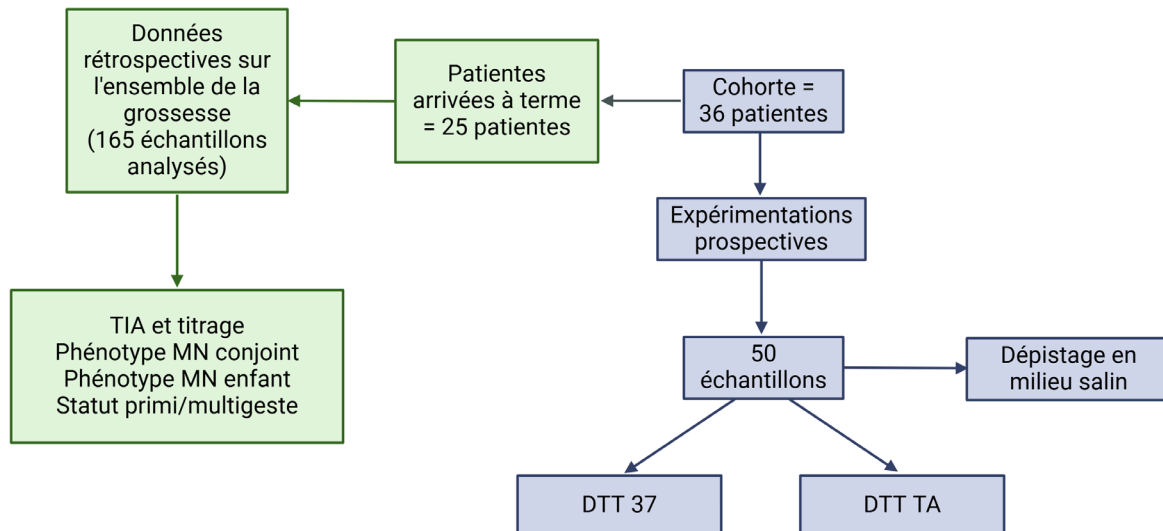 Données
rétrospectives sur
l'ensemble de la
grossesse
(165 échantillons
analysés)
Patientes
arrivées à terme
= 25 patientes
Cohorte =
36 patientes
Expérimentations
prospectives
TIA et titrage
Phénotype MN conjoint
Phénotype MN enfant
Statut primi/multigeste
50
échantillons
Dépistage en
milieu salin
DTT 37
DTT TA